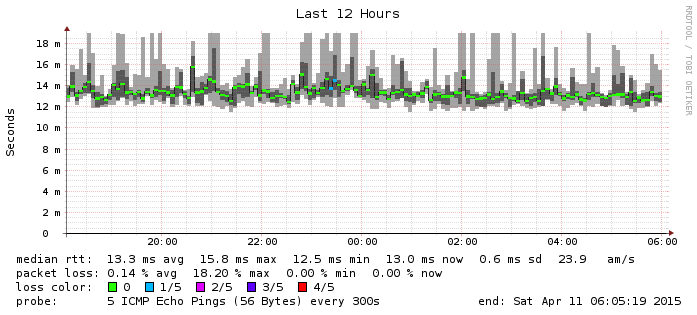 Last 12 Hours
RRDTOOL / TOBI OETIKER
Seconds
18 m
16 m
14 m
12 m
10 m
8 m
6 m
4 m
2 m
0
20:00 22:00 00:00 02:00 04:00 06:00
median rtt: 13.3 ms avg 15.8 ms max 12.5 ms min 13.0 ms now 0.6 ms sd 23.9 am/s
packet loss: 0.14 % avg 18.20 % max 0.00 % min 0.00 % now
loss color: 0 1/5 2/5 3/5 4/5
probe: 5 ICMP Echo Pings (56 Bytes) every 300s end: Sat Apr 11 06:05:19 2015